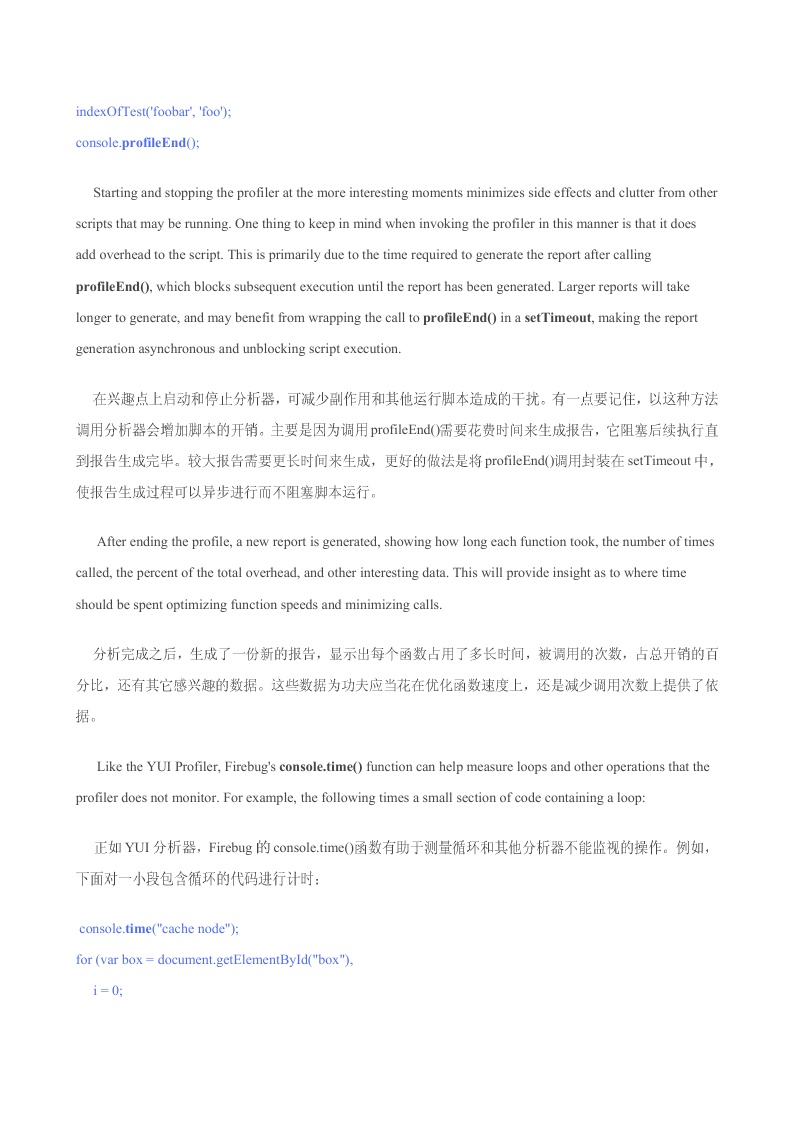 indexOfTest('foobar', 'foo');
console.profileEnd();
Starting and stopping the profiler at the more interesting moments minimizes side effects and clutter from other
scripts that may be running. One thing to keep in mind when invoking the profiler in this manner is that it does
add overhead to the script. This is primarily due to the time required to generate the report after calling
profileEnd(), which blocks subsequent execution until the report has been generated. Larger reports will take
longer to generate, and may benefit from wrapping the call to profileEnd() in a setTimeout, making the report
generation asynchronous and unblocking script execution.
在兴趣点上启动和停止分析器，可减少副作用和其他运行脚本造成的干扰。有一点要记住，以这种方法
调用分析器会增加脚本的开销。主要是因为调用 profileEnd()需要花费时间来生成报告，它阻塞后续执行直
到报告生成完毕。较大报告需要更长时间来生成，更好的做法是将 profileEnd()调用封装在 setTimeout 中，
使报告生成过程可以异步进行而不阻塞脚本运行。
After ending the profile, a new report is generated, showing how long each function took, the number of times
called, the percent of the total overhead, and other interesting data. This will provide insight as to where time
should be spent optimizing function speeds and minimizing calls.
分析完成之后，生成了一份新的报告，显示出每个函数占用了多长时间，被调用的次数，占总开销的百
分比，还有其它感兴趣的数据。这些数据为功夫应当花在优化函数速度上，还是减少调用次数上提供了依
据。
Like the YUI Profiler, Firebug's console.time() function can help measure loops and other operations that the
profiler does not monitor. For example, the following times a small section of code containing a loop:
正如 YUI 分析器，Firebug 的 console.time()函数有助于测量循环和其他分析器不能监视的操作。例如，
下面对一小段包含循环的代码进行计时：
console.time("cache node");
for (var box = document.getElementById("box"),
i = 0;